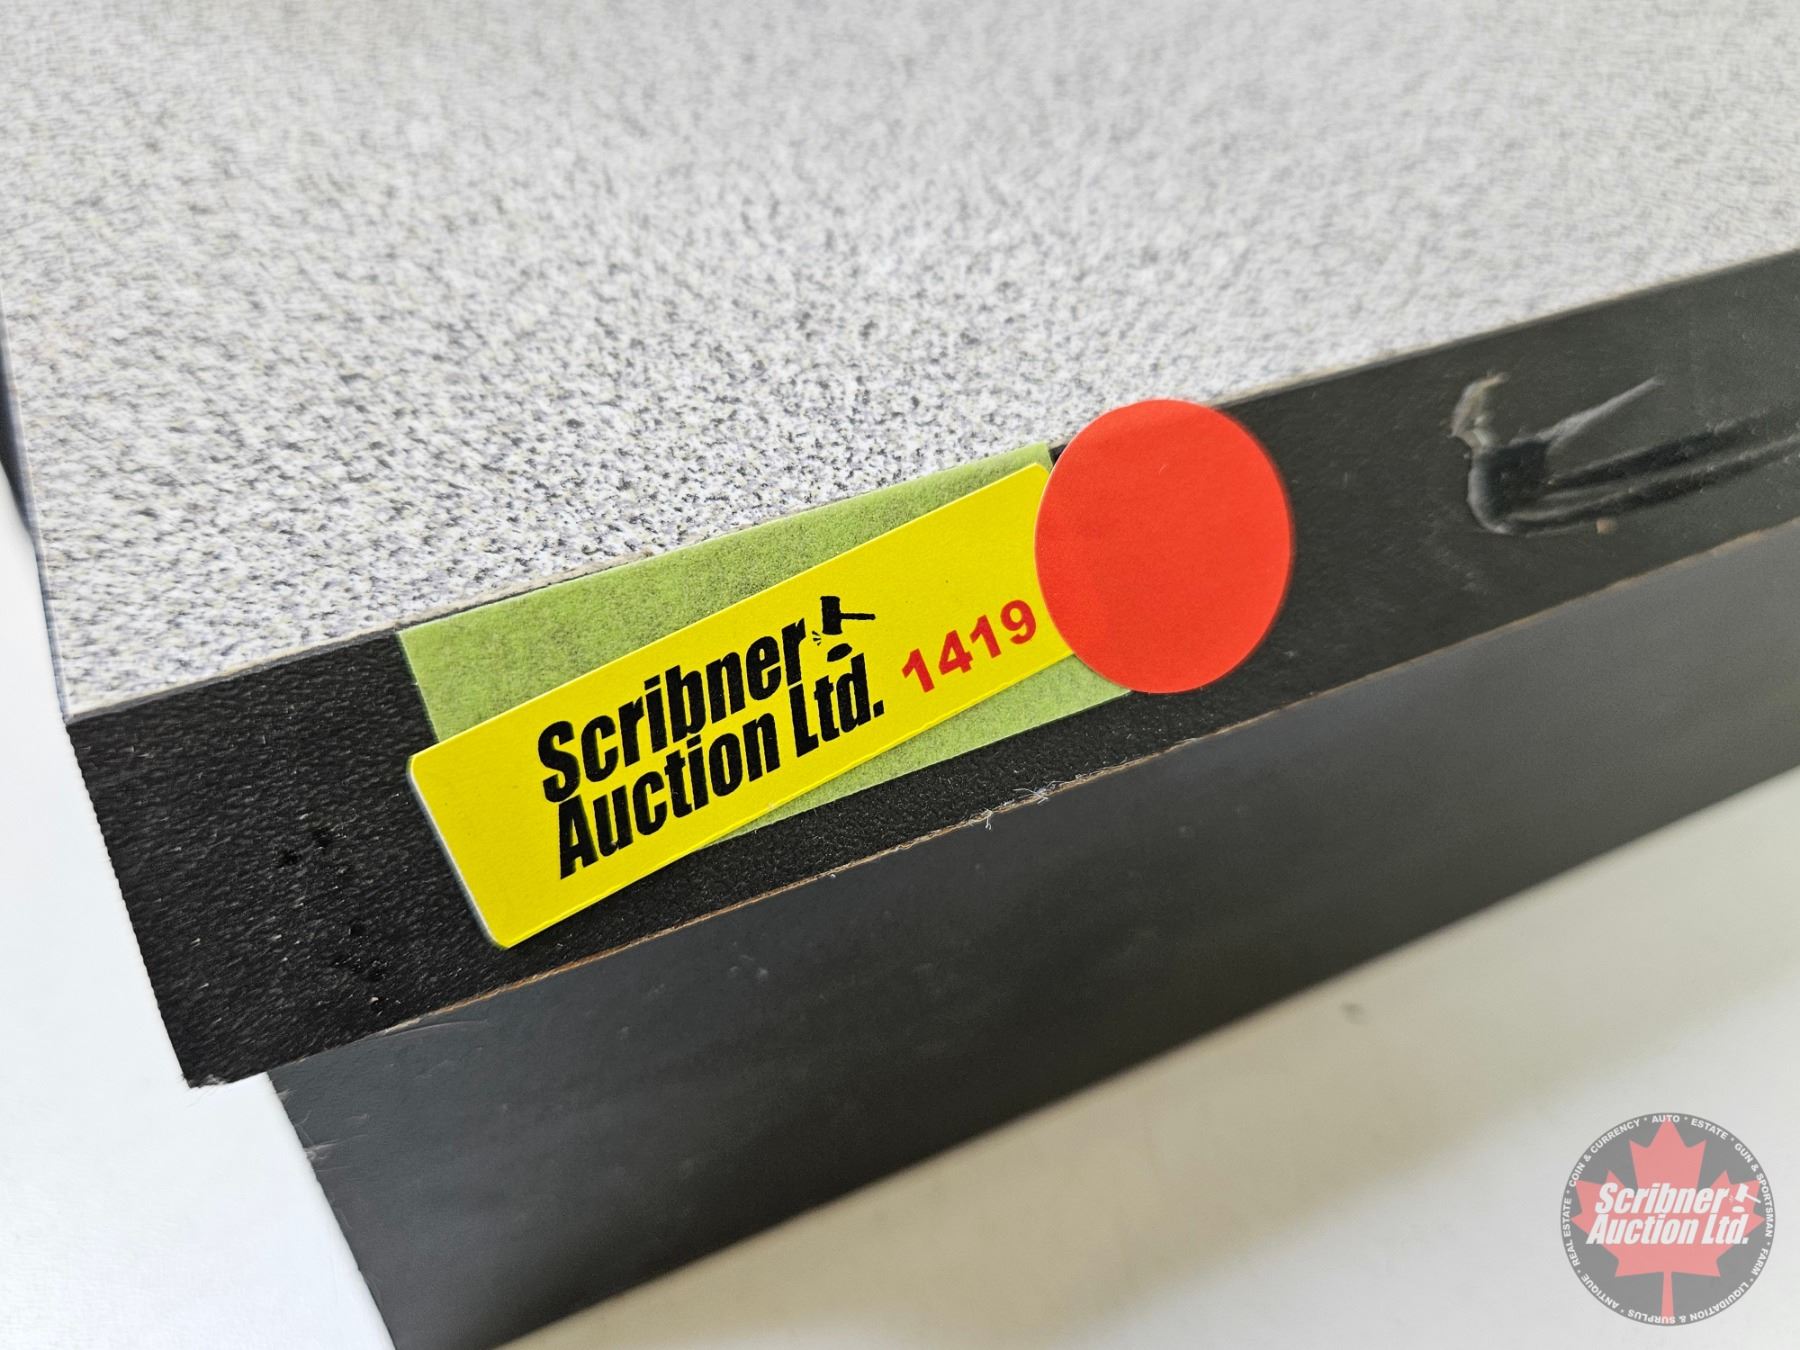 Scribner
Auction Ltd.
1419
COIN & CURRENCY • AUTO • ESTATE • GUN & SPORTSMAN • FARM • LIQUIDATION & SURPLUS • ANTIQUE • REAL ESTATE •
Scribner
Auction Ltd.